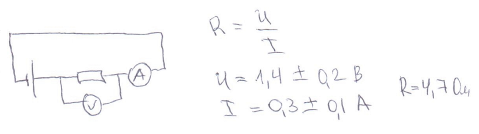 R = U/I
U = 1,4 ± 0,2 В
I = 0,3 ± 0,1 А
R = 4,7 Ом
A
V